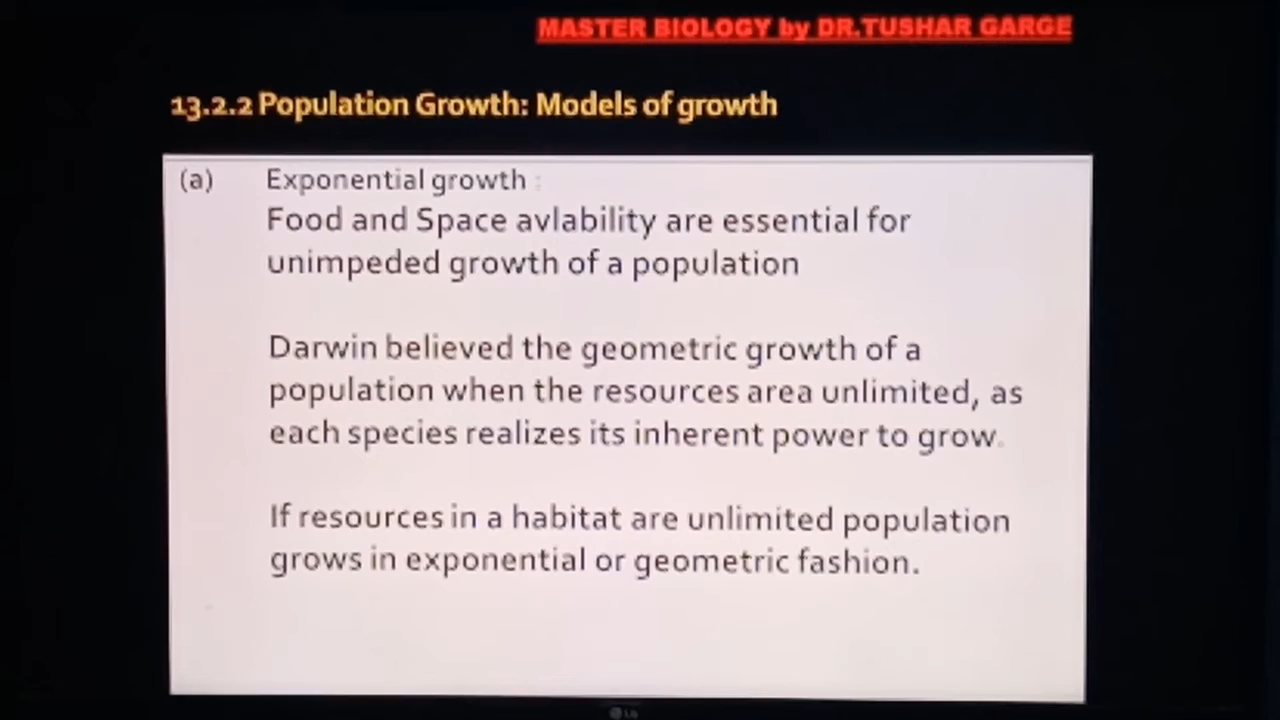 MASTER BIOLOGY by DR.TUSHAR GARGE
13.2.2 Population Growth: Models of growth
(a) Exponential growth :
Food and Space avlability are essential for
unimpeded growth of a population
Darwin believed the geometric growth of a
population when the resources area unlimited, as
each species realizes its inherent power to grow.
If resources in a habitat are unlimited population
grows in exponential or geometric fashion.
LG